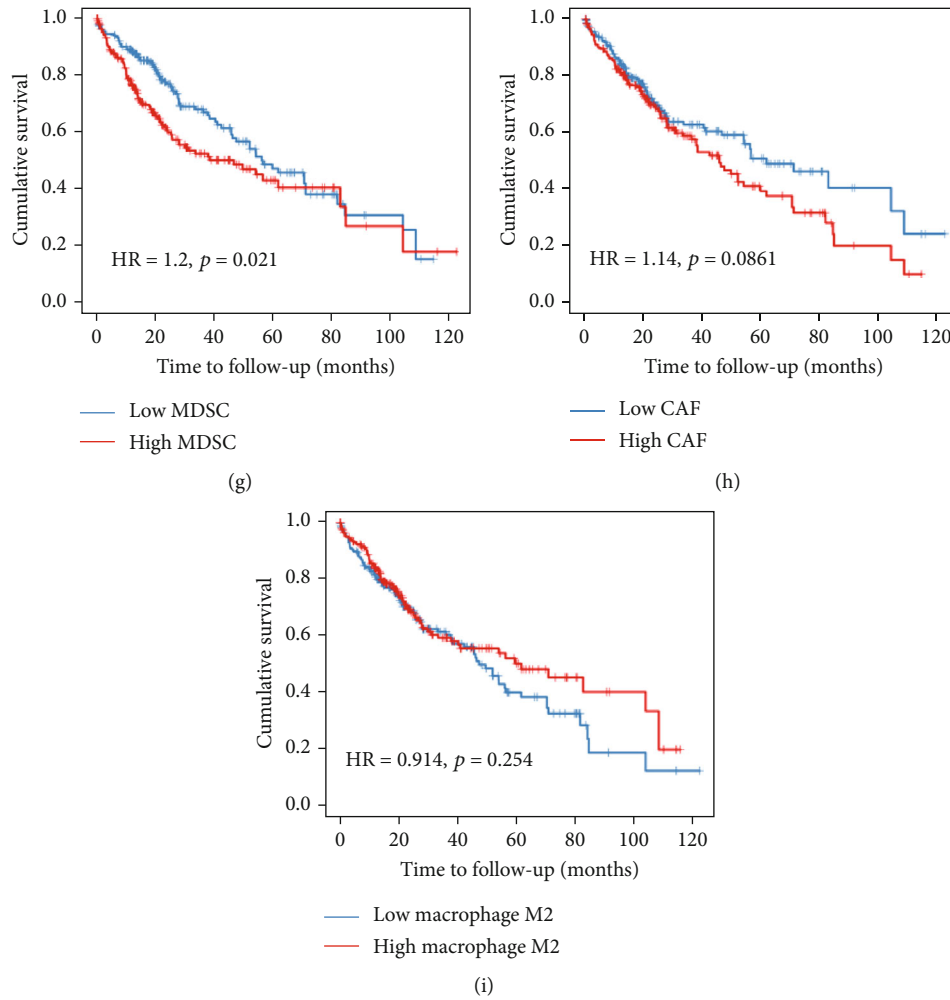 1.0
0.8
0.6
0.4
0.2
0.0
Cumulative survival
HR = 1.2, p = 0.021
0 20 40 60 80 100 120
Time to follow-up (months)
Low MDSC
High MDSC
(g)
1.0
0.8
0.6
0.4
0.2
0.0
Cumulative survival
HR = 1.14, p = 0.0861
0 20 40 60 80 100 120
Time to follow-up (months)
Low CAF
High CAF
(h)
1.0
0.8
0.6
0.4
0.2
0.0
Cumulative survival
HR = 0.914, p = 0.254
0 20 40 60 80 100 120
Time to follow-up (months)
Low macrophage M2
High macrophage M2
(i)